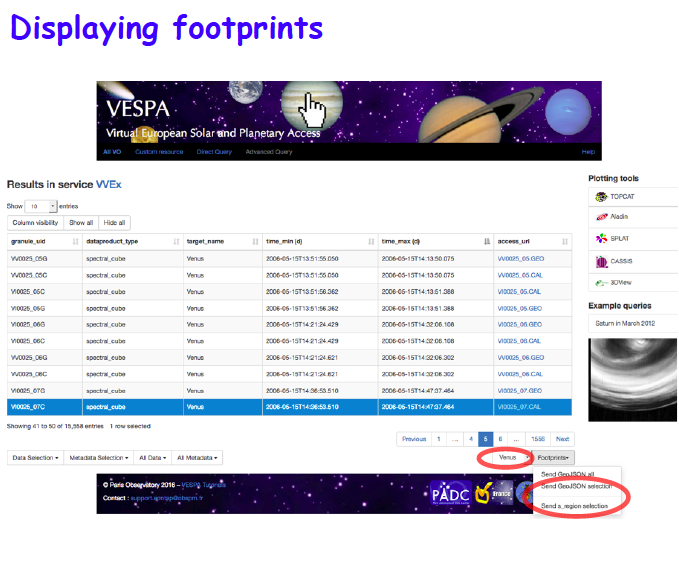 Displaying footprints
VESPA
Virtual European Solar and Planetary Access
All VO Custom resource Direct Query Advanced Query Help
Results in service VVEx
Show 10 entries
Column visibility Show all Hide all
granule_uid dataproduct_type target_name time_min (d) time_max (d) access_url
VV0025_05G spectral_cube Venus 2006-05-15T13:51:55.050 2006-05-15T14:13:50.075 VV0025_05.GEO
VV0025_05C spectral_cube Venus 2006-05-15T13:51:55.050 2006-05-15T14:13:50.075 VV0025_05.CAL
VI0025_05C spectral_cube Venus 2006-05-15T13:51:56.362 2006-05-15T14:13:51.388 VI0025_05.CAL
VI0025_05G spectral_cube Venus 2006-05-15T13:51:56.362 2006-05-15T14:13:51.388 VI0025_05.GEO
VI0025_06G spectral_cube Venus 2006-05-15T14:21:24.429 2006-05-15T14:32:06.108 VI0025_06.GEO
VI0025_06C spectral_cube Venus 2006-05-15T14:21:24.429 2006-05-15T14:32:06.108 VI0025_06.CAL
VV0025_06G spectral_cube Venus 2006-05-15T14:21:24.621 2006-05-15T14:32:06.302 VV0025_06.GEO
VV0025_06C spectral_cube Venus 2006-05-15T14:21:24.621 2006-05-15T14:32:06.302 VV0025_06.CAL
VI0025_07G spectral_cube Venus 2006-05-15T14:36:53.510 2006-05-15T14:47:37.464 VI0025_07.GEO
VI0025_07C spectral_cube Venus 2006-05-15T14:36:53.510 2006-05-15T14:47:37.464 VI0025_07.CAL
Showing 41 to 50 of 15,558 entries 1 row selected
Previous 1 … 4 5 6 … 1556 Next
Data Selection Metadata Selection All Data All Metadata Venus Footprints
Send GeoJSON all
Send GeoJSON selection
Send s_region selection
© Paris Observatory 2016 - VESPA Tutorials
Contact :
PADC
Plotting tools
TOPCAT
Aladin
SPLAT
CASSIS
3DView
Example queries
Saturn in March 2012